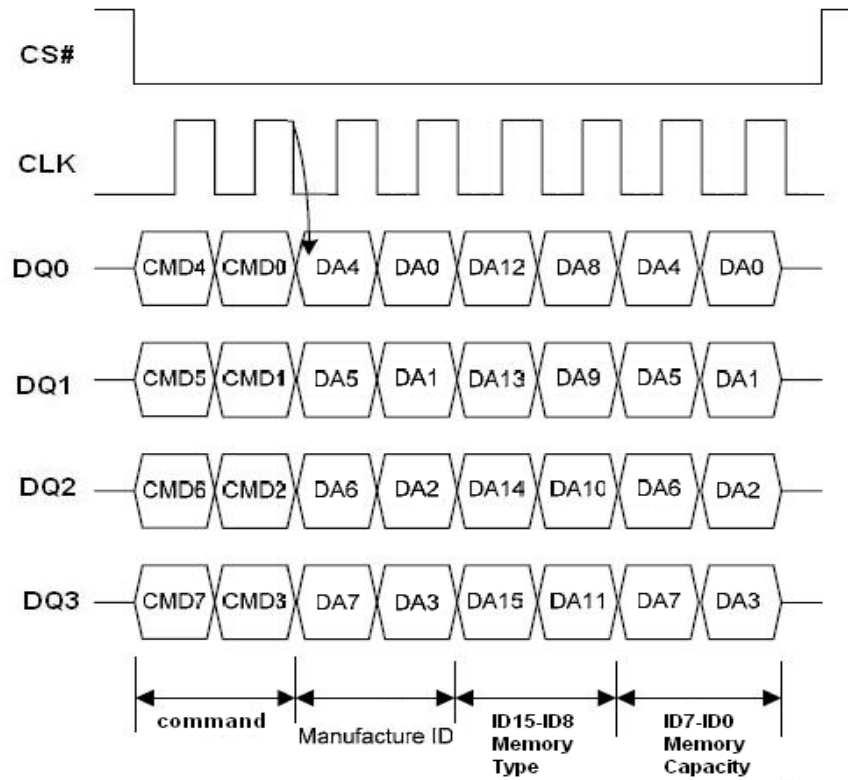 CS#
CLK
DQ0 CMD4 CMD0 DA4 DA0 DA12 DA8 DA4 DA0
DQ1 CMD5 CMD1 DA5 DA1 DA13 DA9 DA5 DA1
DQ2 CMD6 CMD2 DA6 DA2 DA14 DA10 DA6 DA2
DQ3 CMD7 CMD3 DA7 DA3 DA15 DA11 DA7 DA3
command
Manufacture ID
ID15-ID8
Memory
Type
ID7-ID0
Memory
Capacity